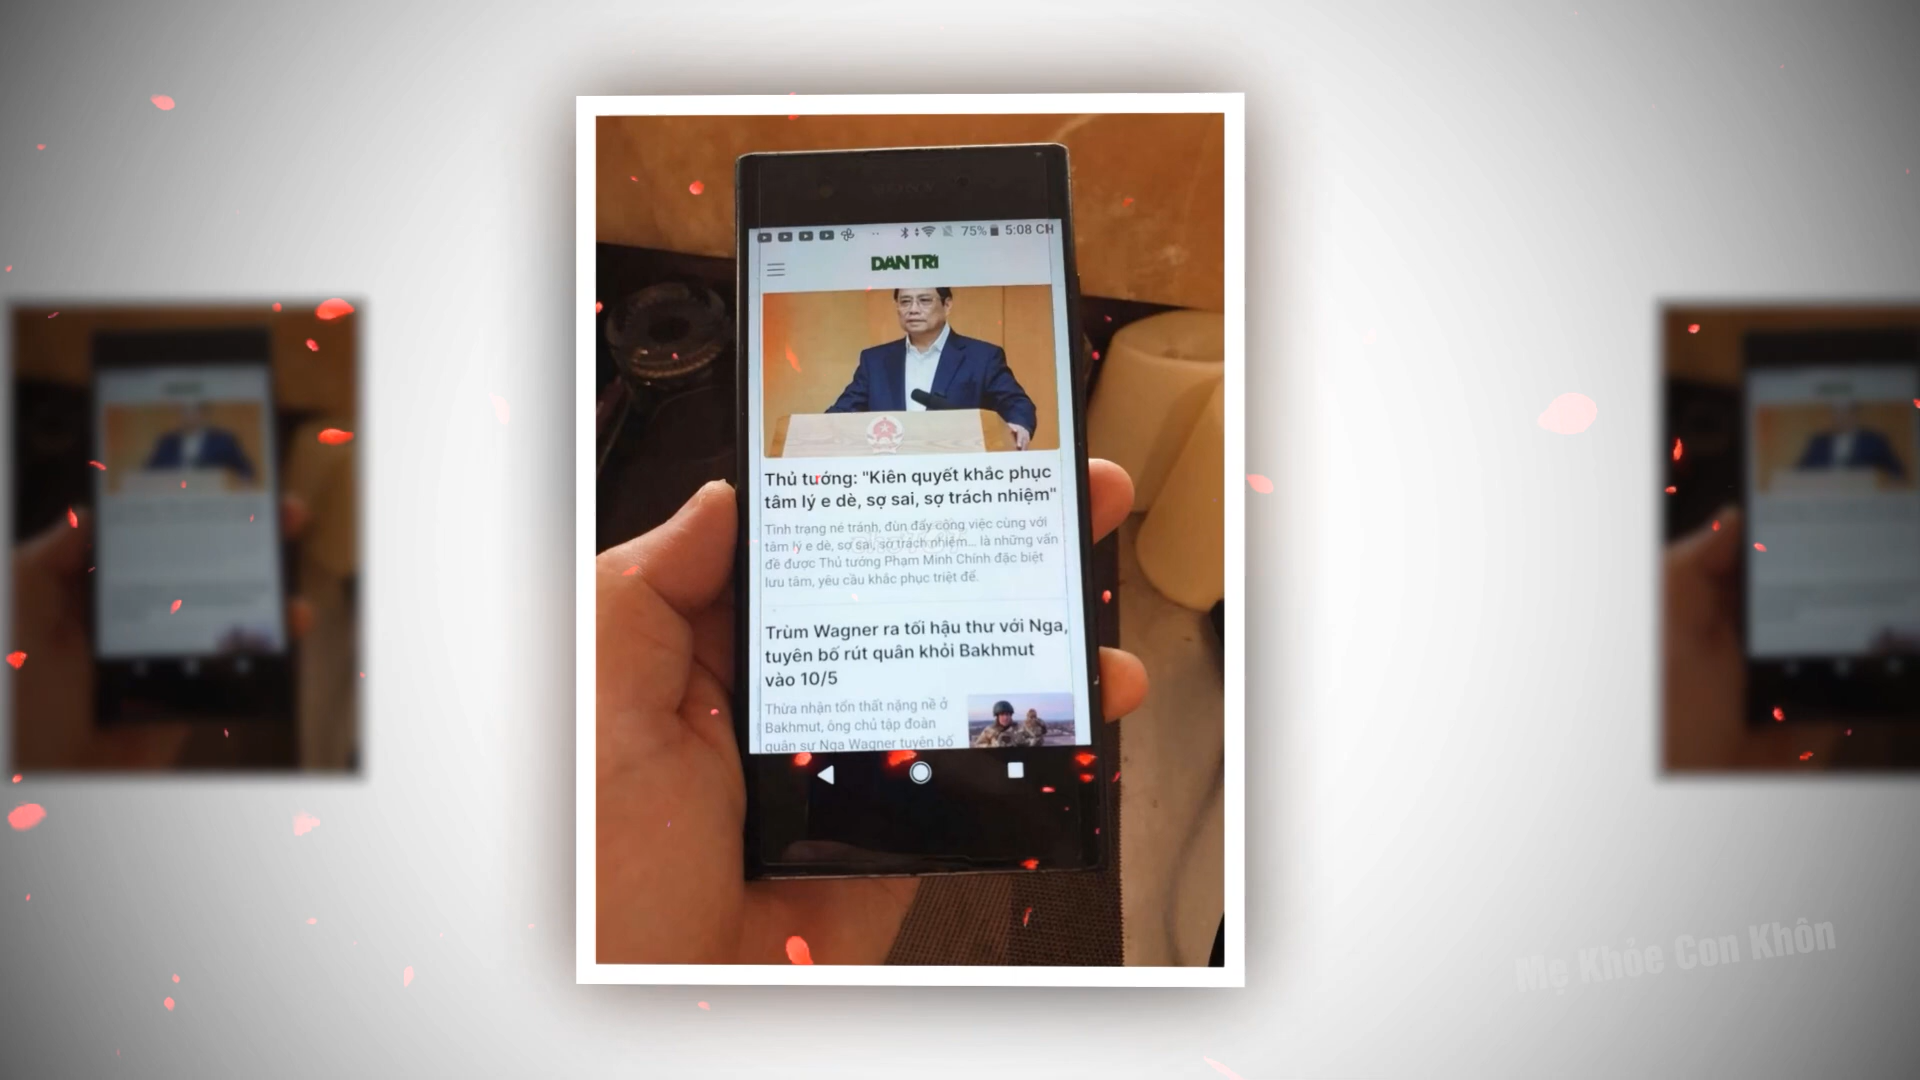 SONY
75% 5:08 CH
DÂN TRÍ
Thủ tướng: "Kiên quyết khắc phục
tâm lý e dè, sợ sai, sợ trách nhiệm"
Tình trạng né tránh, đùn đẩy công việc cùng với
tâm lý e dè, sợ sai, sợ trách nhiệm... là những vấn
đề được Thủ tướng Phạm Minh Chính đặc biệt
lưu tâm, yêu cầu khắc phục triệt để.
Trùm Wagner ra tối hậu thư với Nga,
tuyên bố rút quân khỏi Bakhmut
vào 10/5
Thừa nhận tổn thất nặng nề ở
Bakhmut, ông chủ tập đoàn
quân sự Nga Wagner tuyên bố
Mẹ Khỏe Con Khôn